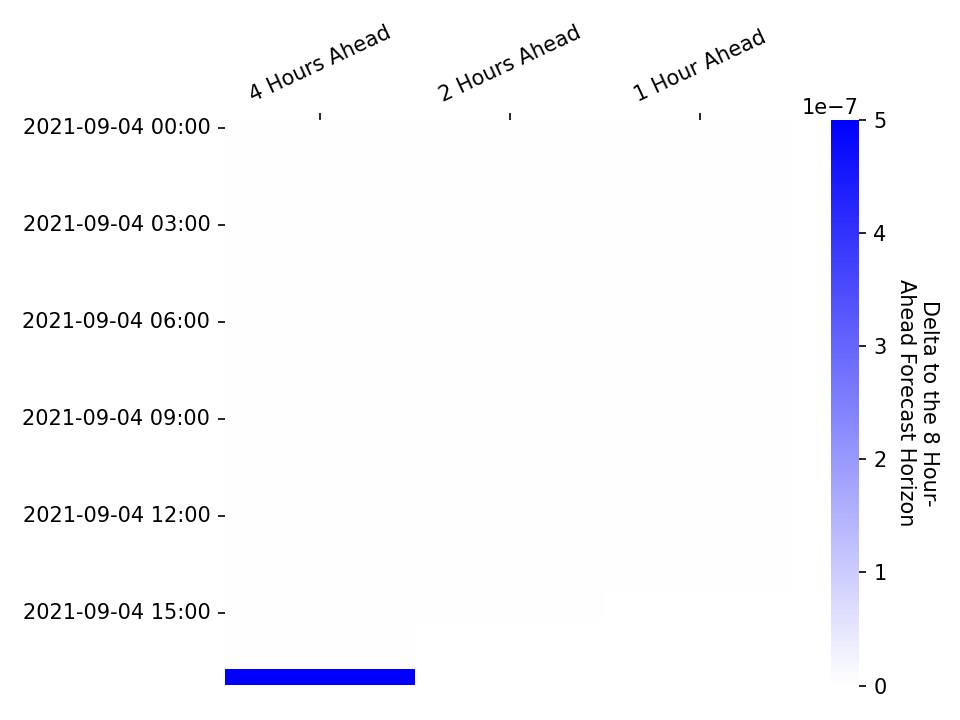 4 Hours Ahead
2 Hours Ahead
1 Hour Ahead
2021-09-04 00:00
2021-09-04 03:00
2021-09-04 06:00
2021-09-04 09:00
2021-09-04 12:00
2021-09-04 15:00
1e−7
5
4
3
2
1
0
Delta to the 8 Hour-
Ahead Forecast Horizon